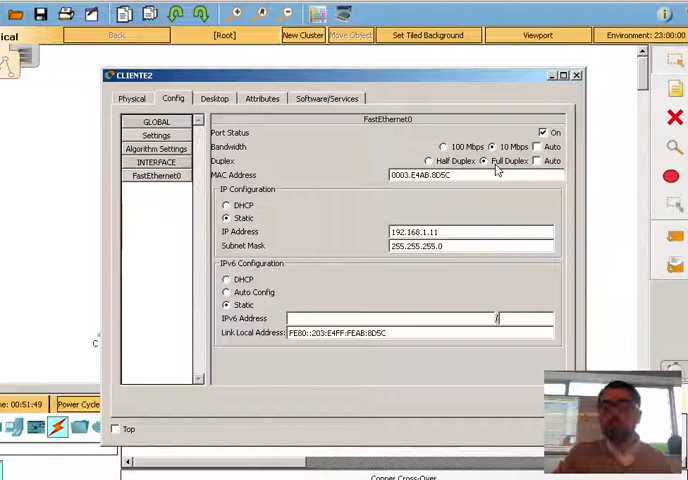 ical
Back
[Root]
New Cluster
Move Object
Set Tiled Background
Viewport
Environment: 23:00:00
CLIENTE2
Physical
Config
Desktop
Attributes
Software/Services
GLOBAL
Settings
Algorithm Settings
INTERFACE
FastEthernet0
FastEthernet0
Port Status
On
Bandwidth
100 Mbps
10 Mbps
Auto
Duplex
Half Duplex
Full Duplex
Auto
MAC Address
0003.E4AB.8D5C
IP Configuration
DHCP
Static
IP Address
192.168.1.11
Subnet Mask
255.255.255.0
IPv6 Configuration
DHCP
Auto Config
Static
IPv6 Address
/
Link Local Address:
FE80::203:E4FF:FEAB:8D5C
C
ne: 00:51:49
Power Cycle
Top
Copper Cross-Over